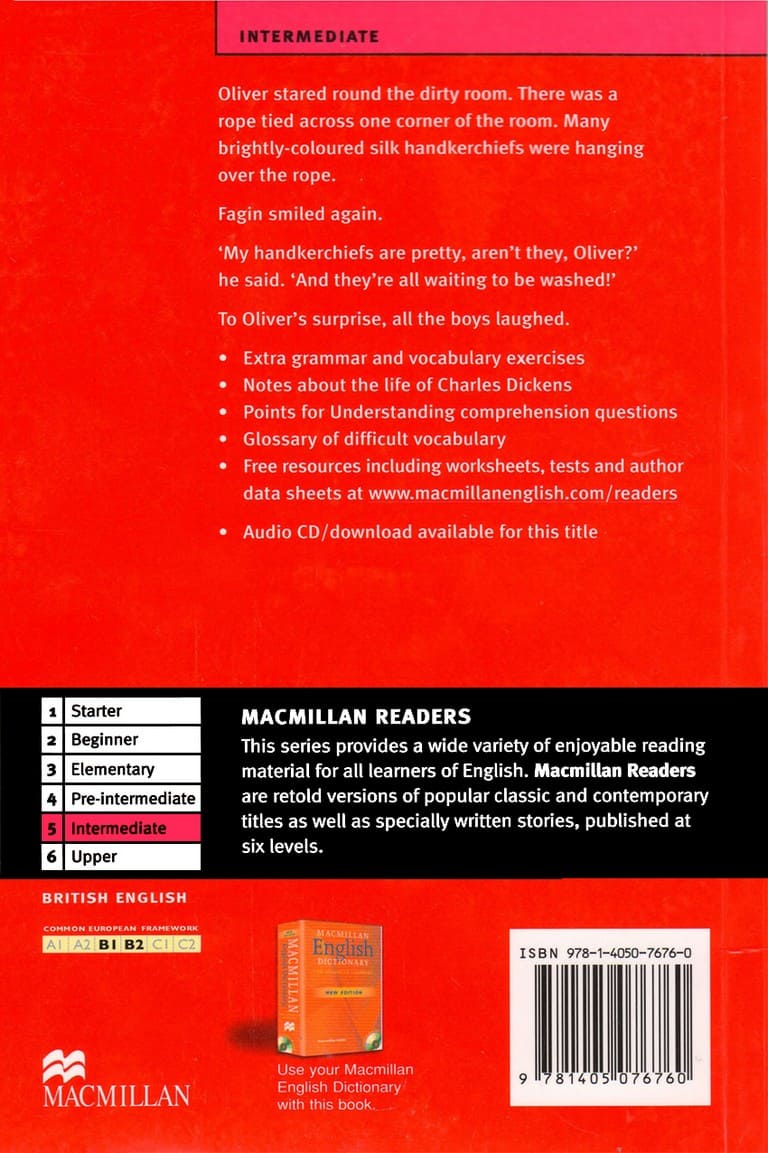 INTERMEDIATE
Oliver stared round the dirty room. There was a
rope tied across one corner of the room. Many
brightly-coloured silk handkerchiefs were hanging
over the rope.
Fagin smiled again.
‘My handkerchiefs are pretty, aren’t they, Oliver?’
he said. ‘And they’re all waiting to be washed!’
To Oliver’s surprise, all the boys laughed.
• Extra grammar and vocabulary exercises
• Notes about the life of Charles Dickens
• Points for Understanding comprehension questions
• Glossary of difficult vocabulary
• Free resources including worksheets, tests and author
data sheets at www.macmillanenglish.com/readers
• Audio CD/download available for this title
1 Starter
2 Beginner
3 Elementary
4 Pre-intermediate
5 Intermediate
6 Upper
MACMILLAN READERS
This series provides a wide variety of enjoyable reading
material for all learners of English. Macmillan Readers
are retold versions of popular classic and contemporary
titles as well as specially written stories, published at
six levels.
BRITISH ENGLISH
COMMON EUROPEAN FRAMEWORK
A1 A2 B1 B2 C1 C2
MACMILLAN
MACMILLAN
English
DICTIONARY
NEW EDITION
Use your Macmillan
English Dictionary
with this book.
ISBN 978-1-4050-7676-0
9 781405 076760
MACMILLAN